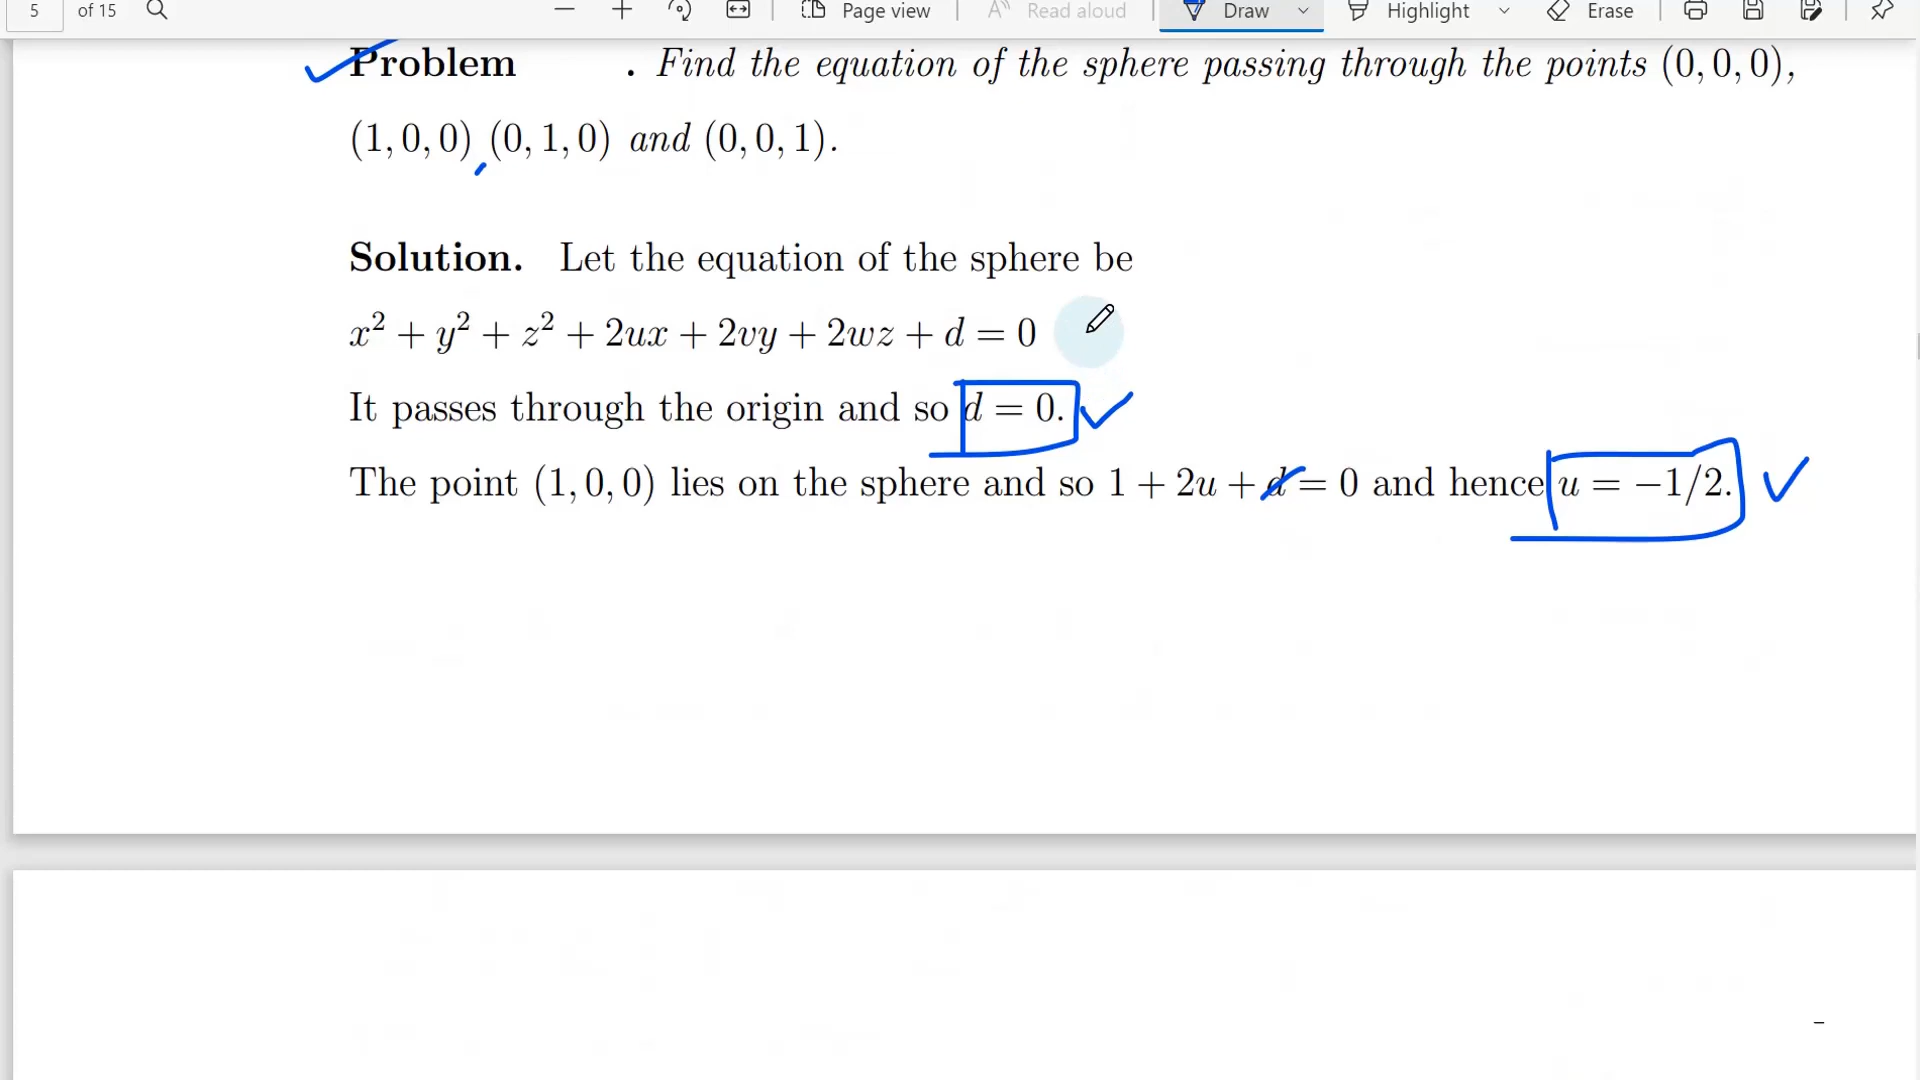 5 of 15 Page view Read aloud Draw Highlight Erase
Problem . Find the equation of the sphere passing through the points (0, 0, 0),
(1, 0, 0) , (0, 1, 0) and (0, 0, 1).
Solution. Let the equation of the sphere be
x² + y² + z² + 2ux + 2vy + 2wz + d = 0
It passes through the origin and so d = 0.
The point (1, 0, 0) lies on the sphere and so 1 + 2u + d = 0 and hence u = −1/2.